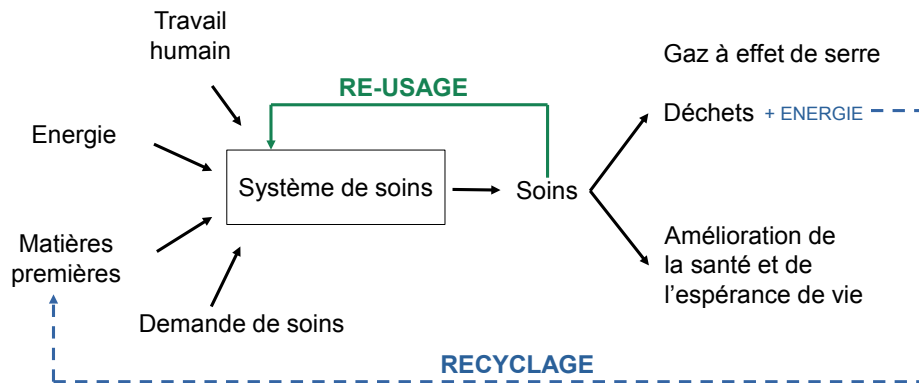 Travail
humain
Gaz à effet de serre
RE-USAGE
Déchets + ENERGIE
Energie
Système de soins
Soins
Matières
premières
Amélioration de
la santé et de
l'espérance de vie
Demande de soins
RECYCLAGE